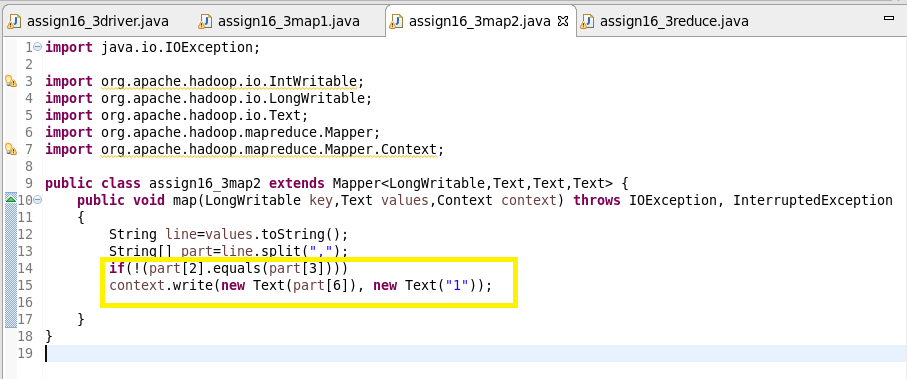 assign16_3driver.java assign16_3map1.java assign16_3map2.java assign16_3reduce.java
1 import java.io.IOException;
2
3 import org.apache.hadoop.io.IntWritable;
4 import org.apache.hadoop.io.LongWritable;
5 import org.apache.hadoop.io.Text;
6 import org.apache.hadoop.mapreduce.Mapper;
7 import org.apache.hadoop.mapreduce.Mapper.Context;
8
9 public class assign16_3map2 extends Mapper<LongWritable,Text,Text,Text> {
10 public void map(LongWritable key,Text values,Context context) throws IOException, InterruptedException
11 {
12 String line=values.toString();
13 String[] part=line.split(",");
14 if(!(part[2].equals(part[3])))
15 context.write(new Text(part[6]), new Text("1"));
16
17 }
18 }
19